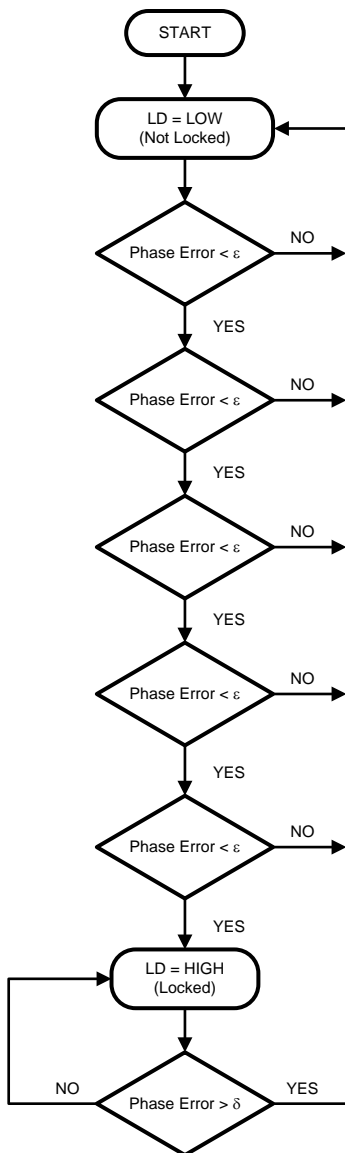 START
LD = LOW
(Not Locked)
Phase Error < ε
NO
YES
Phase Error < ε
NO
YES
Phase Error < ε
NO
YES
Phase Error < ε
NO
YES
Phase Error < ε
NO
YES
LD = HIGH
(Locked)
NO
Phase Error > δ
YES